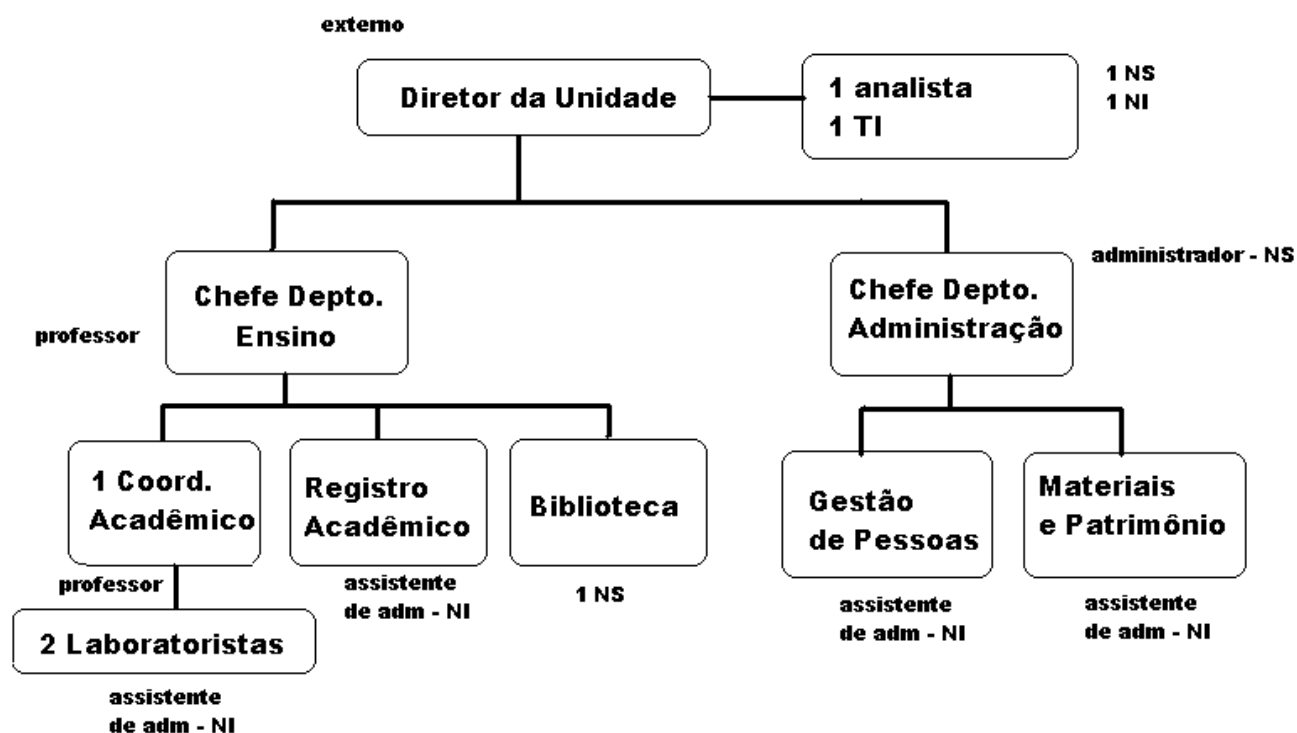 externo
Diretor da Unidade
1 analista
1 TI
1 NS
1 NI
administrador - NS
Chefe Depto.
Ensino
professor
Chefe Depto.
Administração
1 Coord.
Acadêmico
professor
Registro
Acadêmico
assistente
de adm - NI
Biblioteca
1 NS
Gestão
de Pessoas
assistente
de adm - NI
Materiais
e Patrimônio
assistente
de adm - NI
2 Laboratoristas
assistente
de adm - NI